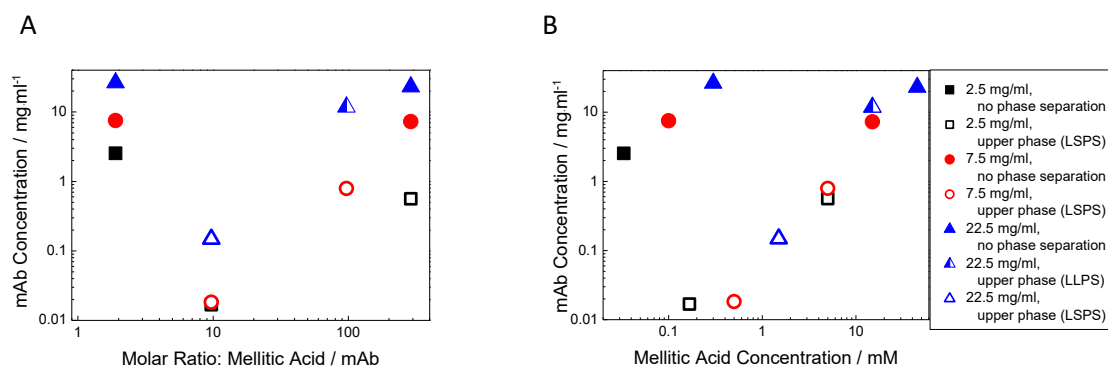 A
B
mAb Concentration / mg·ml-1
10
1
0.1
0.01
1
10
100
Molar Ratio: Mellitic Acid / mAb
mAb Concentration / mg·ml-1
10
1
0.1
0.01
0.1
1
10
Mellitic Acid Concentration / mM
2.5 mg/ml,
no phase separation
2.5 mg/ml,
upper phase (LSPS)
7.5 mg/ml,
no phase separation
7.5 mg/ml,
upper phase (LSPS)
22.5 mg/ml,
no phase separation
22.5 mg/ml,
upper phase (LLPS)
22.5 mg/ml,
upper phase (LSPS)